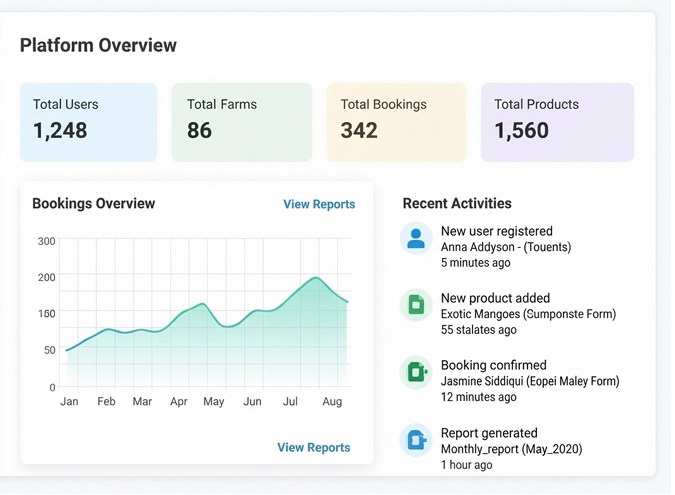 Platform Overview
Total Users
1,248
Total Farms
86
Total Bookings
342
Total Products
1,560
Bookings Overview
View Reports
300
200
160
50
0
Jan Feb Mar Apr May Jun Jul Aug
View Reports
Recent Activities
New user registered
Anna Addyson - (Touents)
5 minutes ago
New product added
Exotic Mangoes (Sumponste Form)
55 stalates ago
Booking confirmed
Jasmine Siddiqui (Eopei Maley Form)
12 minutes ago
Report generated
Monthly_report (May_2020)
1 hour ago